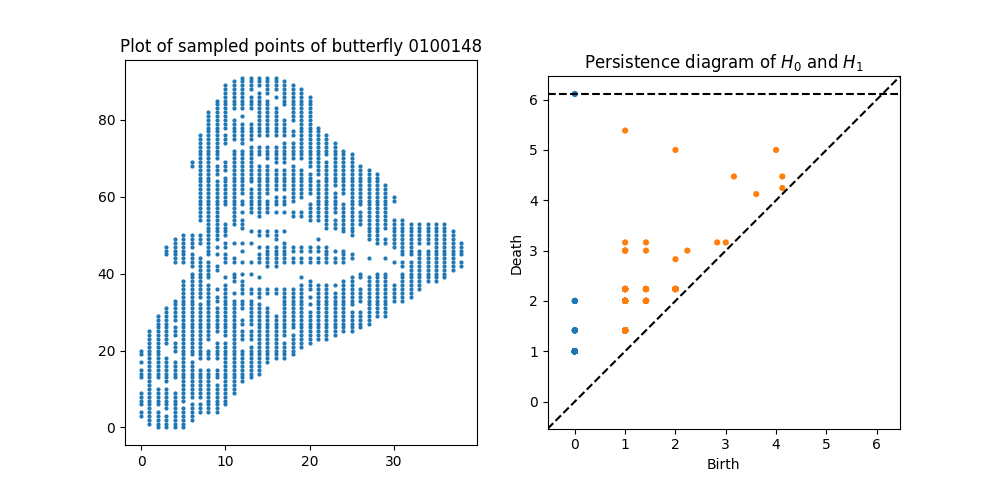 Plot of sampled points of butterfly 0100148
80
60
40
20
0
0 10 20 30
Persistence diagram of $H_0$ and $H_1$
6
5
4
3
2
1
0
Death
0 1 2 3 4 5 6
Birth